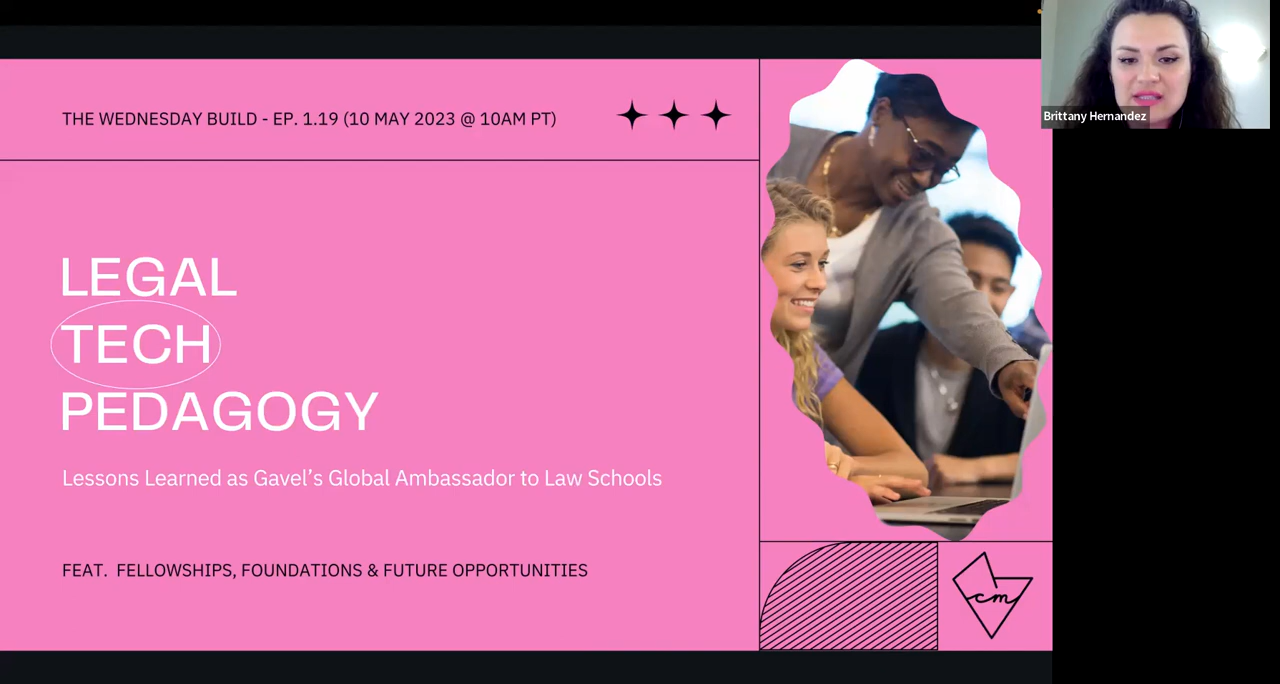 THE WEDNESDAY BUILD - EP. 1.19 (10 MAY 2023 @ 10AM PT)
Brittany Hernandez
LEGAL
TECH
PEDAGOGY
Lessons Learned as Gavel’s Global Ambassador to Law Schools
FEAT. FELLOWSHIPS, FOUNDATIONS & FUTURE OPPORTUNITIES
cm